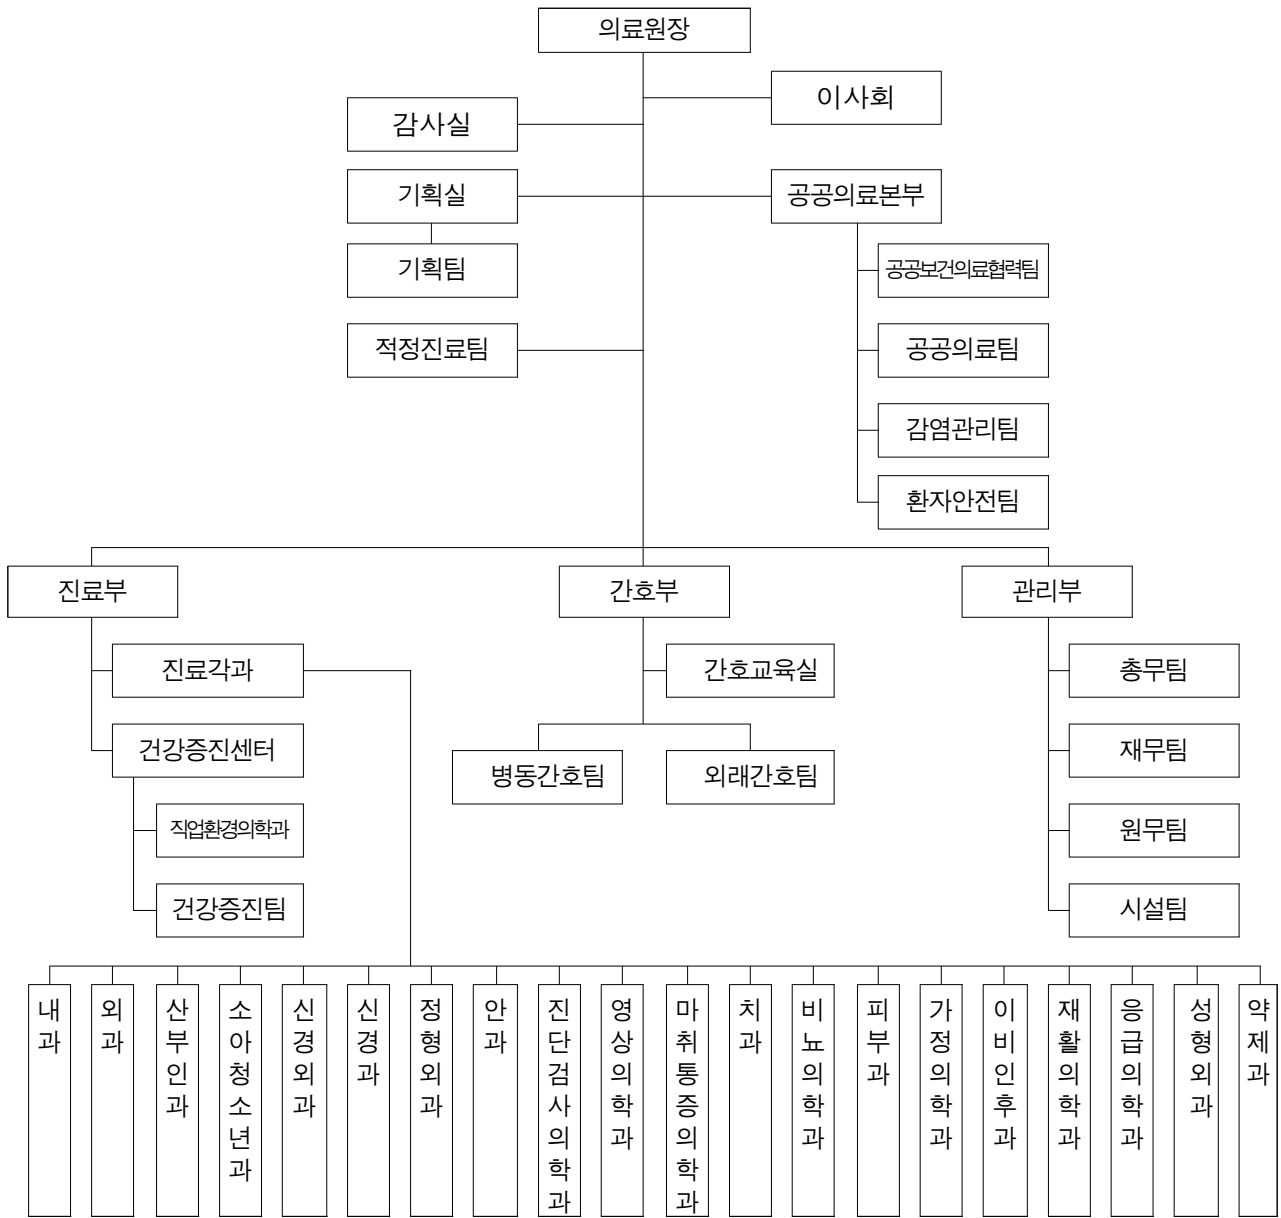 의료원장
이사회
감사실
기획실
공공의료본부
기획팀
공공보건의료협력팀
적정진료팀
공공의료팀
감염관리팀
환자안전팀
진료부
간호부
관리부
진료각과
간호교육실
총무팀
건강증진센터
병동간호팀
외래간호팀
재무팀
직업환경의학과
원무팀
건강증진팀
시설팀
내과
외과
산부인과
소아청소년과
신경외과
신경과
정형외과
안과
진단검사의학과
영상의학과
마취통증의학과
치과
비뇨의학과
피부과
가정의학과
이비인후과
재활의학과
응급의학과
성형외과
약제과